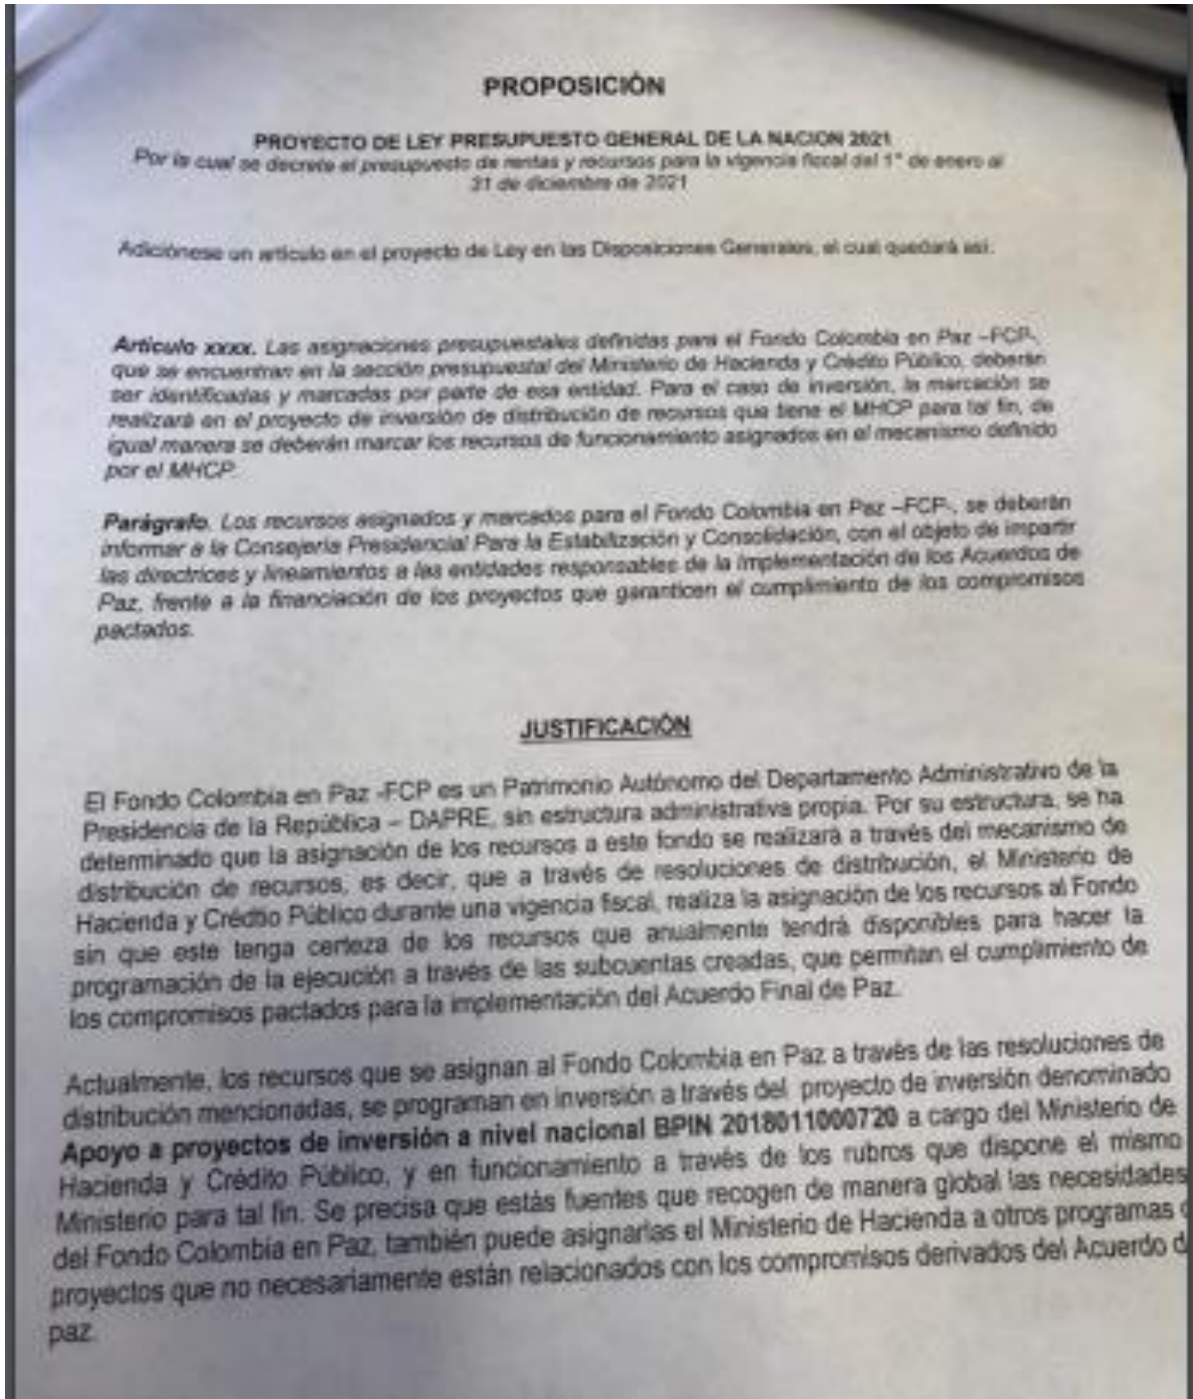 PROPOSICIÓN
PROYECTO DE LEY PRESUPUESTO GENERAL DE LA NACION 2021
Por la cual se decreta el presupuesto de rentas y recursos para la vigencia fiscal del 1° de enero al
31 de diciembre de 2021
Adiciónese un artículo en el proyecto de Ley en las Disposiciones Generales, el cual quedará así.
Artículo xxxx. Las asignaciones presupuestales definidas para el Fondo Colombia en Paz –FCP-,
que se encuentran en la sección presupuestal del Ministerio de Hacienda y Crédito Público, deberán
ser identificadas y marcadas por parte de esa entidad. Para el caso de inversión, la marcación se
realizará en el proyecto de inversión de distribución de recursos que tiene el MHCP para tal fin, de
igual manera se deberán marcar los recursos de funcionamiento asignados en el mecanismo definido
por el MHCP.
Parágrafo. Los recursos asignados y marcados para el Fondo Colombia en Paz –FCP-, se deberán
informar a la Consejería Presidencial Para la Estabilización y Consolidación, con el objeto de impartir
las directrices y lineamientos a las entidades responsables de la Implementación de los Acuerdos de
Paz, frente a la financiación de los proyectos que garanticen el cumplimiento de los compromisos
pactados.
JUSTIFICACIÓN
El Fondo Colombia en Paz -FCP es un Patrimonio Autónomo del Departamento Administrativo de la
Presidencia de la República – DAPRE, sin estructura administrativa propia. Por su estructura, se ha
determinado que la asignación de los recursos a este fondo se realizará a través del mecanismo de
distribución de recursos, es decir, que a través de resoluciones de distribución, el Ministerio de
Hacienda y Crédito Público durante una vigencia fiscal, realiza la asignación de los recursos al Fondo
sin que este tenga certeza de los recursos que anualmente tendrá disponibles para hacer la
programación de la ejecución a través de las subcuentas creadas, que permitan el cumplimiento de
los compromisos pactados para la implementación del Acuerdo Final de Paz.
Actualmente, los recursos que se asignan al Fondo Colombia en Paz a través de las resoluciones de
distribución mencionadas, se programan en inversión a través del proyecto de inversión denominado
Apoyo a proyectos de inversión a nivel nacional BPIN 2018011000720 a cargo del Ministerio de
Hacienda y Crédito Público, y en funcionamiento a través de los rubros que dispone el mismo
Ministerio para tal fin. Se precisa que estás fuentes que recogen de manera global las necesidades
del Fondo Colombia en Paz, también puede asignarlas el Ministerio de Hacienda a otros programas
proyectos que no necesariamente están relacionados con los compromisos derivados del Acuerdo
paz.